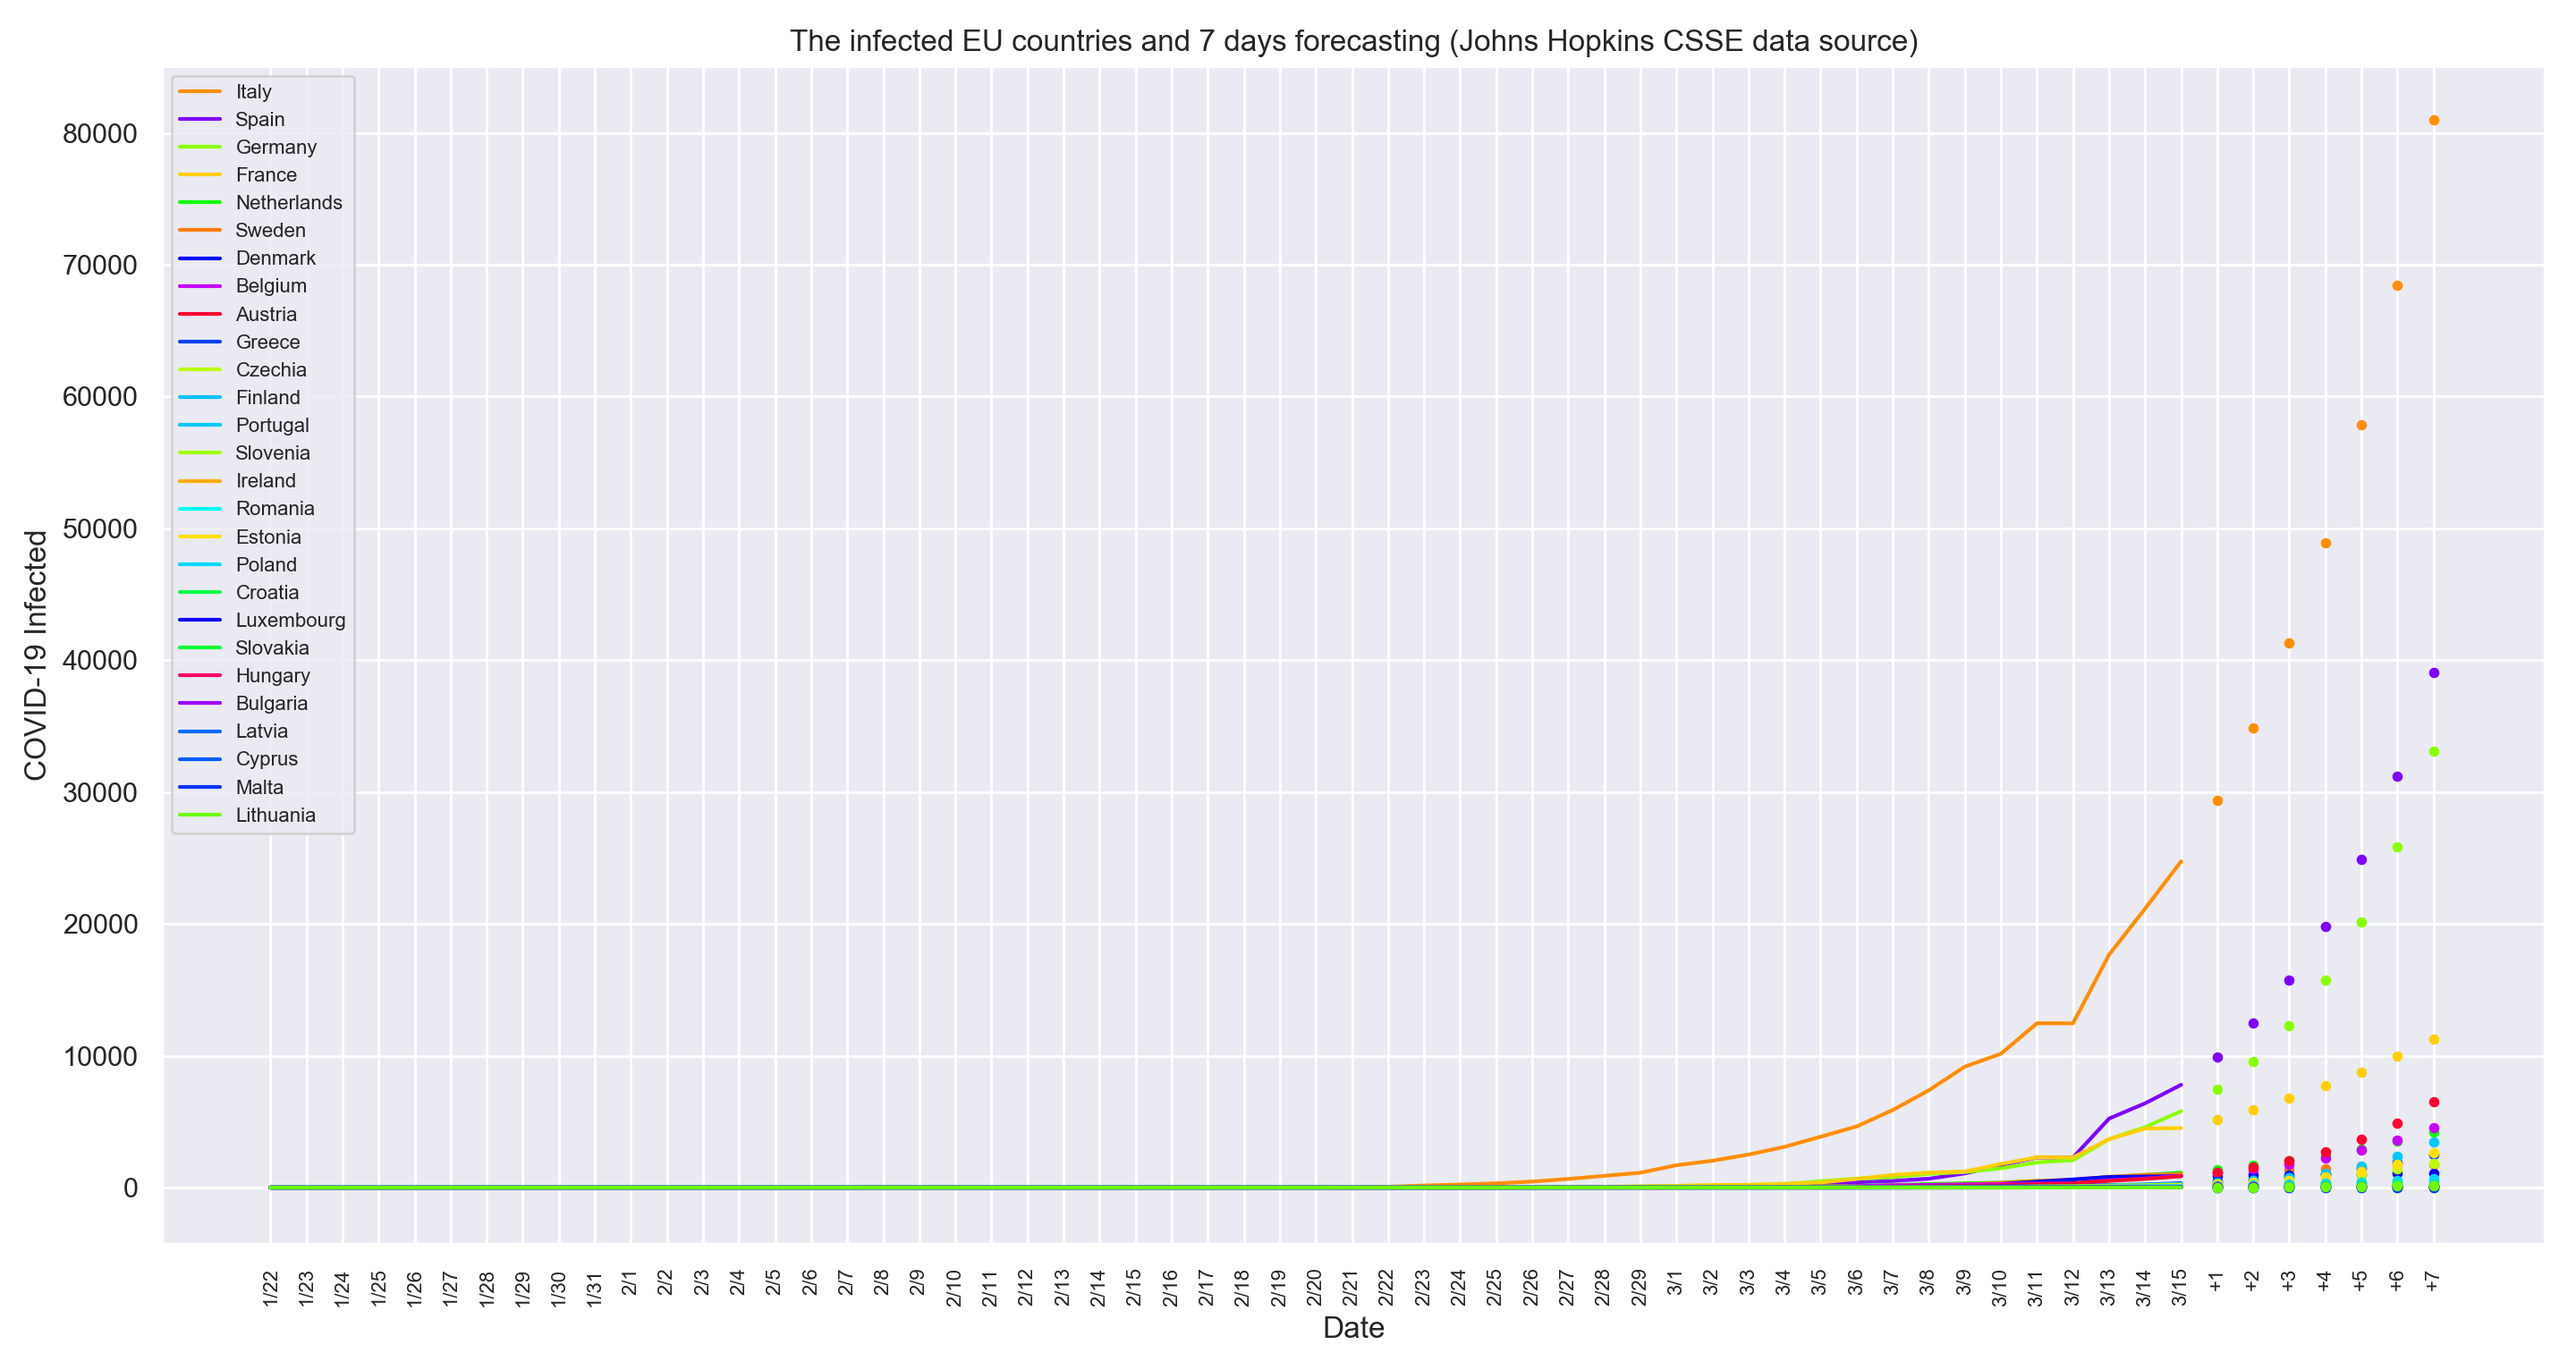 The infected EU countries and 7 days forecasting (Johns Hopkins CSSE data source)
Italy
Spain
Germany
France
Netherlands
Sweden
Denmark
Belgium
Austria
Greece
Czechia
Finland
Portugal
Slovenia
Ireland
Romania
Estonia
Poland
Croatia
Luxembourg
Slovakia
Hungary
Bulgaria
Latvia
Cyprus
Malta
Lithuania
COVID-19 Infected
80000
70000
60000
50000
40000
30000
20000
10000
0
1/22 1/23 1/24 1/25 1/26 1/27 1/28 1/29 1/30 1/31 2/1 2/2 2/3 2/4 2/5 2/6 2/7 2/8 2/9 2/10 2/11 2/12 2/13 2/14 2/15 2/16 2/17 2/18 2/19 2/20 2/21 2/22 2/23 2/24 2/25 2/26 2/27 2/28 2/29 3/1 3/2 3/3 3/4 3/5 3/6 3/7 3/8 3/9 3/10 3/11 3/12 3/13 3/14 3/15 +1 +2 +3 +4 +5 +6 +7
Date